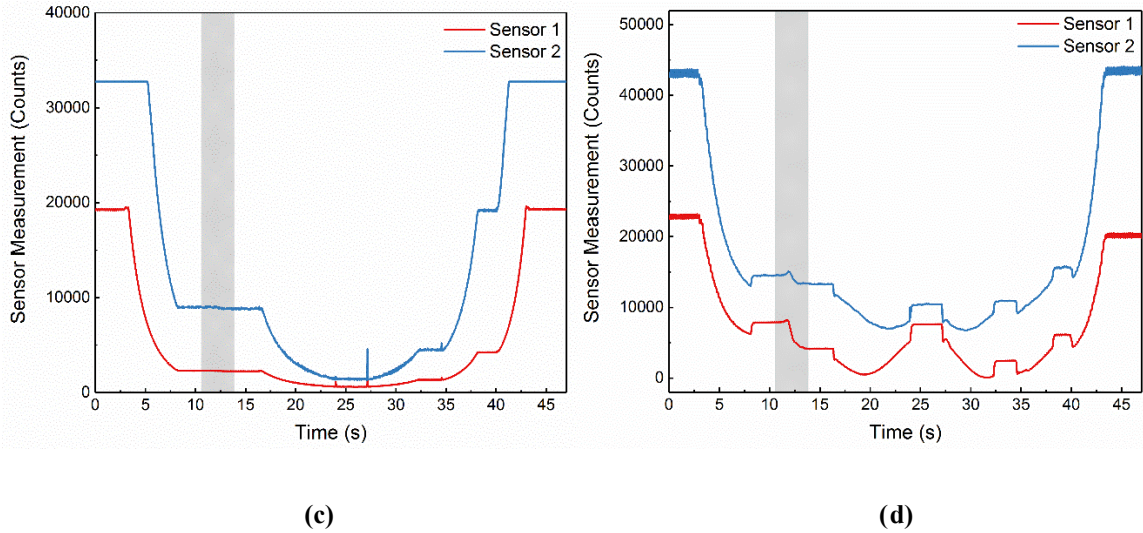 40000
30000
20000
10000
0
Sensor Measurement (Counts)
Sensor 1
Sensor 2
0 5 10 15 20 25 30 35 40 45
Time (s)
(c)
50000
40000
30000
20000
10000
0
Sensor Measurement (Counts)
Sensor 1
Sensor 2
0 5 10 15 20 25 30 35 40 45
Time (s)
(d)